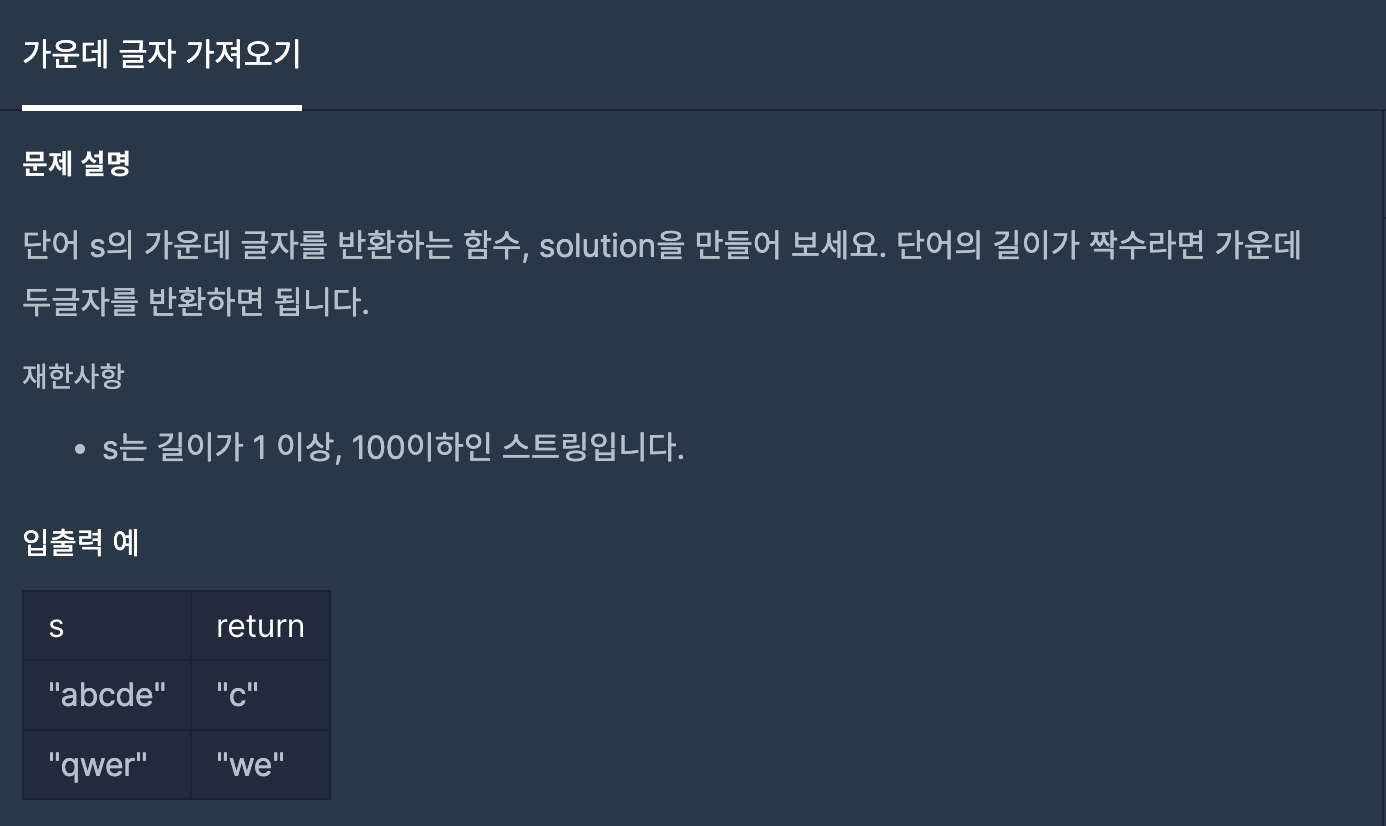 가운데 글자 가져오기
문제 설명
단어 s의 가운데 글자를 반환하는 함수, solution을 만들어 보세요. 단어의 길이가 짝수라면 가운데
두글자를 반환하면 됩니다.
재한사항
• s는 길이가 1 이상, 100이하인 스트링입니다.
입출력 예
s return
"abcde" "c"
"qwer" "we"